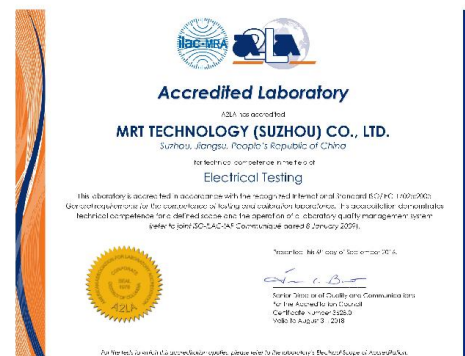 ilac-MRA
A2LA
Accredited Laboratory
A2LA has accredited
MRT TECHNOLOGY (SUZHOU) CO., LTD.
Suzhou, Jiangsu, People's Republic of China
for technical competence in the field of
Electrical Testing
This laboratory is accredited in accordance with the recognized International Standard ISO/IEC 17025:2005
General requirements for the competence of testing and calibration laboratories. This accreditation demonstrates
technical competence for a defined scope and the operation of a laboratory quality management system
(refer to joint ISO-ILAC-IAF Communiqué dated 8 January 2009).
Presented this day of September 2016.
Senior Director of Quality and Communications
For the Accreditation Council
Certificate Number 3628.01
Valid to August 31, 2018
A2LA
For the tests to which this accreditation applies, please refer to the laboratory's Electrical Scope of Accreditation.